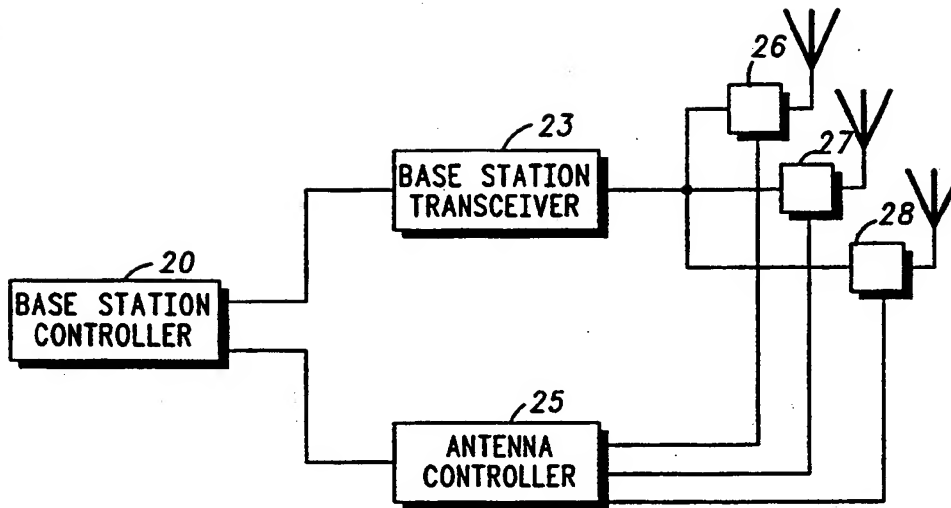 26
27
23
BASE STATION
TRANSCEIVER
28
20
BASE STATION
CONTROLLER
25
ANTENNA
CONTROLLER